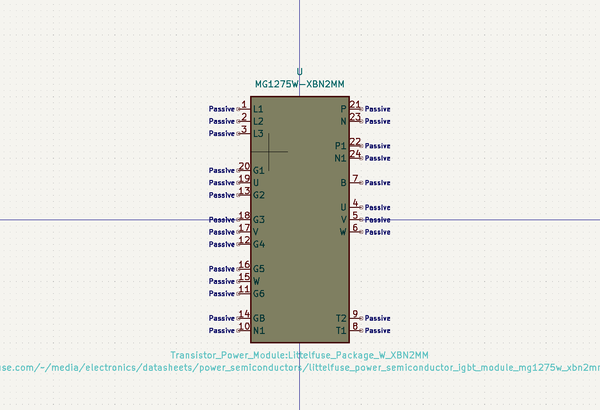 U
MG1275W-XBN2MM
Passive 1 L1 P 21 Passive
Passive 2 L2 N 23 Passive
Passive 3 L3
P1 22 Passive
N1 24 Passive
Passive 20 G1
Passive 19 U B 7 Passive
Passive 13 G2
U 4 Passive
Passive 18 G3 V 5 Passive
Passive 17 V W 6 Passive
Passive 12 G4
Passive 16 G5
Passive 15 W
Passive 11 G6
Passive 14 GB T2 9 Passive
Passive 10 N1 T1 8 Passive
Transistor_Power_Module:Littelfuse_Package_W_XBN2MM
use.com/~/media/electronics/datasheets/power_semiconductors/littelfuse_power_semiconductor_igbt_module_mg1275w_xbn2mm